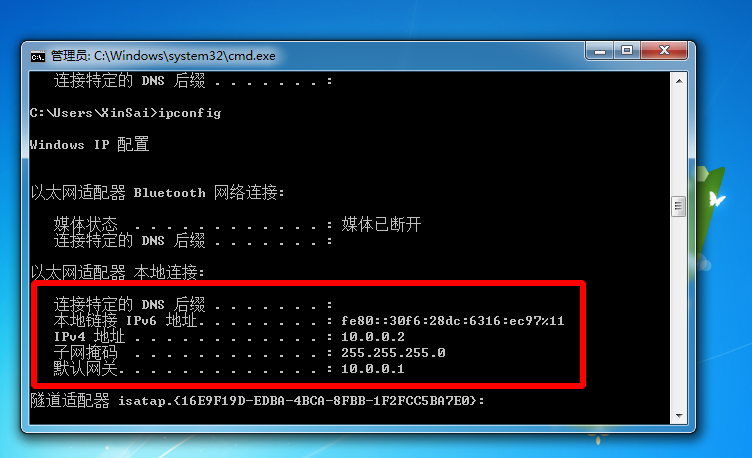 管理员: C:\Windows\system32\cmd.exe
连接特定的 DNS 后缀 . . . . . . . :
C:\Users\XinSai>ipconfig
Windows IP 配置
以太网适配器 Bluetooth 网络连接:
媒体状态  . . . . . . . . . . . . : 媒体已断开
连接特定的 DNS 后缀 . . . . . . . :
以太网适配器 本地连接:
连接特定的 DNS 后缀 . . . . . . . :
本地链接 IPv6 地址. . . . . . . . : fe80::30f6:28dc:6316:ec97%11
IPv4 地址 . . . . . . . . . . . . : 10.0.0.2
子网掩码  . . . . . . . . . . . . : 255.255.255.0
默认网关. . . . . . . . . . . . . : 10.0.0.1
隧道适配器 isatap.{16E9F19D-EDBA-4BCA-8FBB-1F2FCC5BA7E0}: